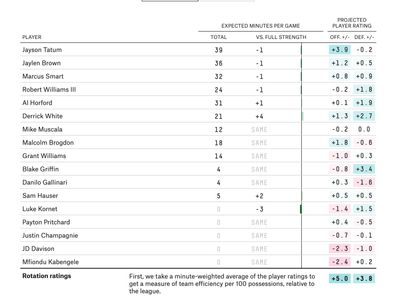 EXPECTED MINUTES PER GAME PROJECTED PLAYER RATING
PLAYER TOTAL VS. FULL STRENGTH OFF. +/- DEF. +/-
Jayson Tatum 39 -1 +3.9 -0.2
Jaylen Brown 36 -1 +1.2 +0.5
Marcus Smart 32 -1 +0.8 +0.9
Robert Williams III 24 -1 -0.2 +1.8
Al Horford 31 +1 +0.1 +1.9
Derrick White 21 +4 +1.3 +2.7
Mike Muscala 12 SAME -0.2 0.0
Malcolm Brogdon 18 SAME +1.8 -0.6
Grant Williams 14 SAME -1.0 +0.3
Blake Griffin 4 SAME -0.8 +3.4
Danilo Gallinari 4 SAME +0.3 -1.6
Sam Hauser 5 +2 +0.5 +0.5
Luke Kornet 0 -3 -1.4 +1.5
Payton Pritchard 0 SAME +0.4 -0.5
Justin Champagnie 0 SAME -0.7 -0.1
JD Davison 0 SAME -2.3 -1.0
Mfiondu Kabengele 0 SAME -2.4 +0.2
Rotation ratings First, we take a minute-weighted average of the player ratings to +5.0 +3.8
get a measure of team efficiency per 100 possessions, relative to
the league.